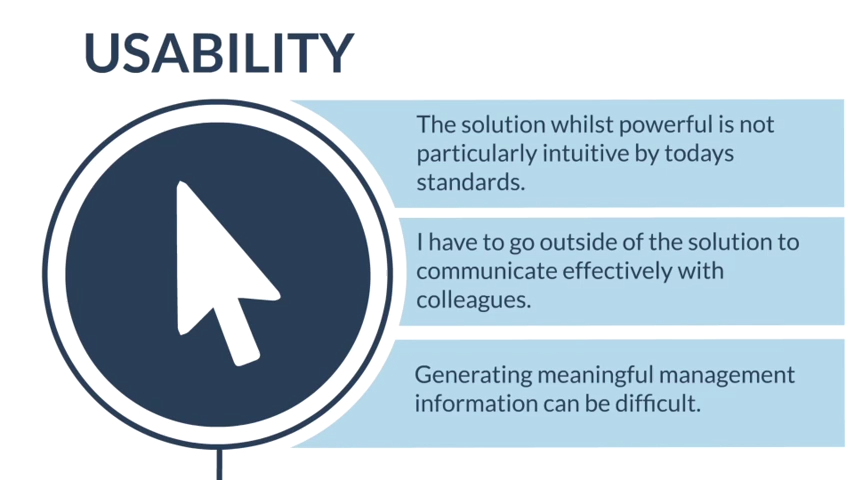 USABILITY
The solution whilst powerful is not
particularly intuitive by todays
standards.
I have to go outside of the solution to
communicate effectively with
colleagues.
Generating meaningful management
information can be difficult.